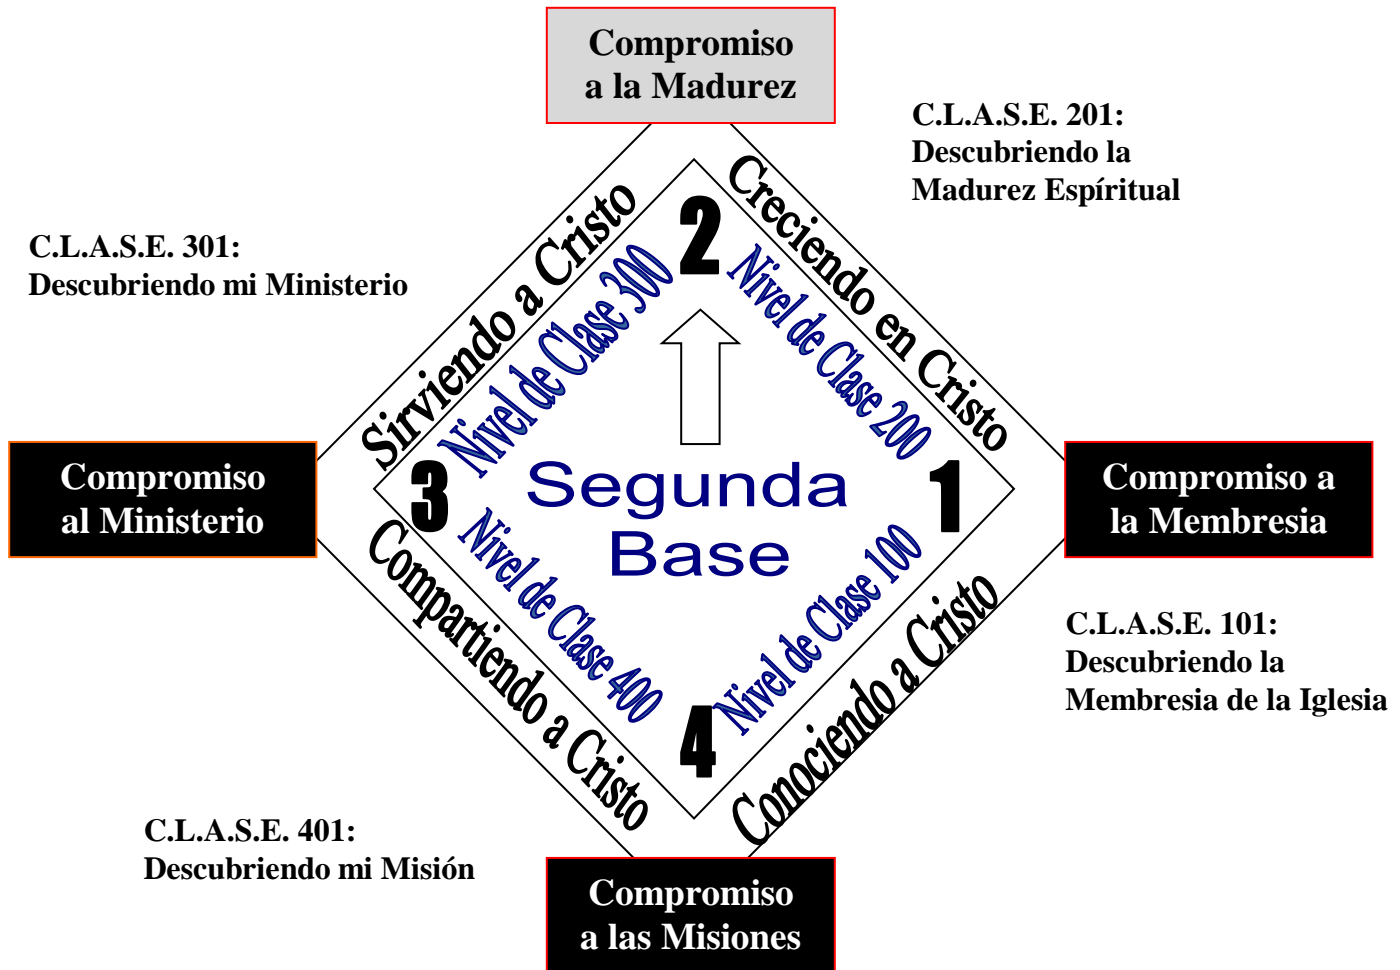 Compromiso
a la Madurez
C.L.A.S.E. 201:
Descubriendo la
Madurez Espíritual
C.L.A.S.E. 301:
Descubriendo mi Ministerio
Sirviendo a Cristo
Creciendo en Cristo
2
Nivel de Clase 300
Nivel de Clase 200
Compromiso
al Ministerio
3
Segunda
Base
1
Compromiso a
la Membresia
Nivel de Clase 400
Nivel de Clase 100
Compartiendo a Cristo
Conociendo a Cristo
4
C.L.A.S.E. 101:
Descubriendo la
Membresia de la Iglesia
C.L.A.S.E. 401:
Descubriendo mi Misión
Compromiso
a las Misiones